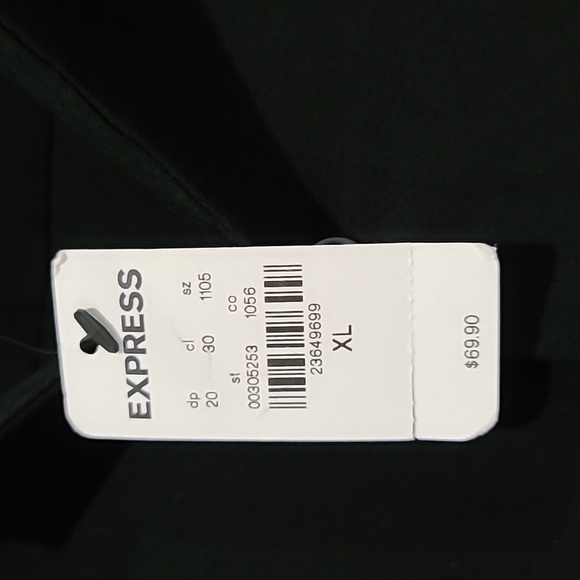 EXPRESS
dp cl sz
20 30 1105
st co
00305253 1056
23649699
XL
$69.90